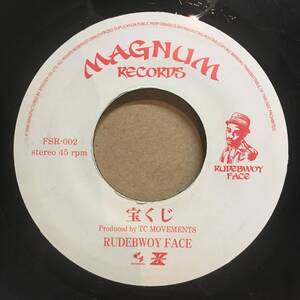 MAGNUM
RECORDS
FSR-002
stereo 45 rpm
RUDEBWOY
FACE
宝くじ
Produced by TC MOVEMENTS
RUDEBWOY FACE